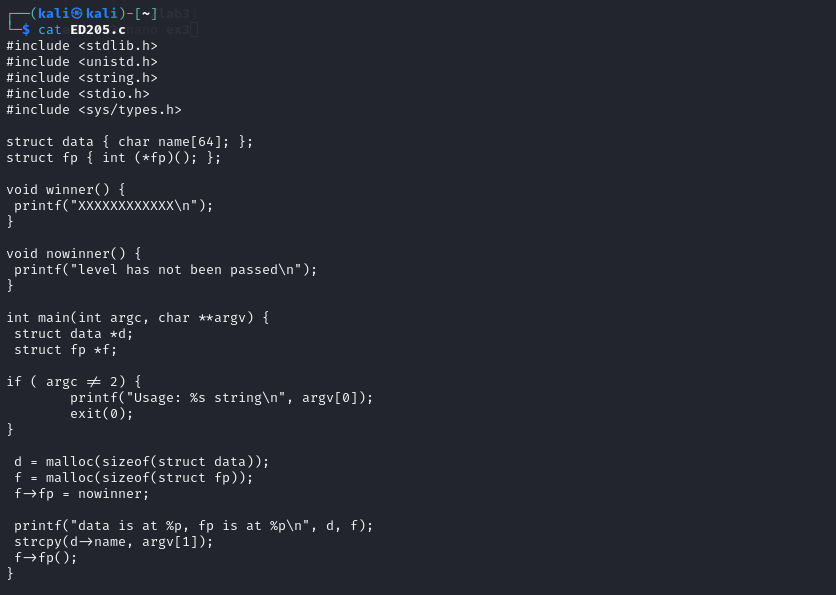 ┌──(kali㉿kali)-[~]
└─$ cat ED205.c
#include <stdlib.h>
#include <unistd.h>
#include <string.h>
#include <stdio.h>
#include <sys/types.h>

struct data { char name[64]; };
struct fp { int (*fp)(); };

void winner() {
 printf("XXXXXXXXXXXX\n");
}

void nowinner() {
 printf("level has not been passed\n");
}

int main(int argc, char **argv) {
 struct data *d;
 struct fp *f;

if ( argc != 2) {
        printf("Usage: %s string\n", argv[0]);
        exit(0);
}

 d = malloc(sizeof(struct data));
 f = malloc(sizeof(struct fp));
 f->fp = nowinner;

 printf("data is at %p, fp is at %p\n", d, f);
 strcpy(d->name, argv[1]);
 f->fp();
}